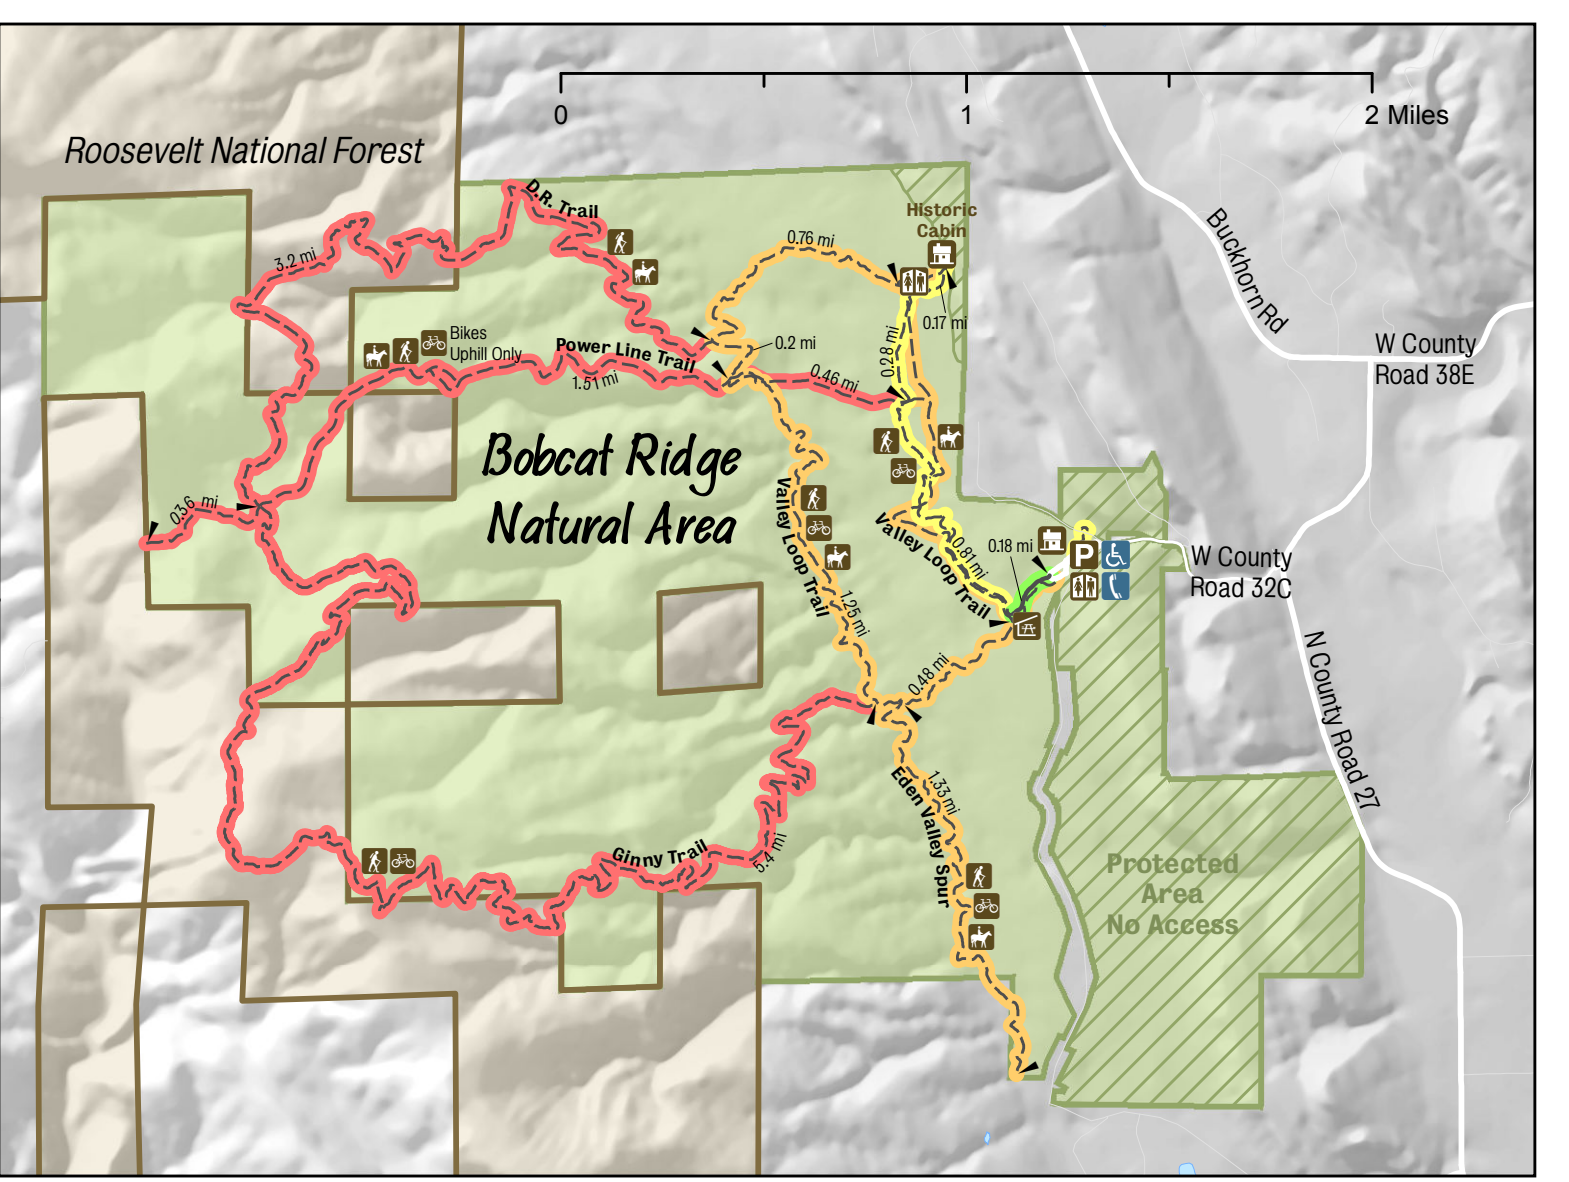 0
1
2 Miles
Roosevelt National Forest
D.R. Trail
Historic
Cabin
0.76 mi
3.2 mi
Buckhorn Rd
0.17 mi
0.28 mi
Bikes
Uphill Only
Power Line Trail
0.2 mi
1.51 mi
0.46 mi
W County
Road 38E
Bobcat Ridge
Natural Area
0.36 mi
Valley Loop Trail
Valley Loop Trail
0.81 mi
0.18 mi
P
W County
Road 32C
1.25 mi
0.48 mi
N County Road 27
Eden Valley Spur
1.33 mi
Ginny Trail
5.4 mi
Protected
Area
No Access